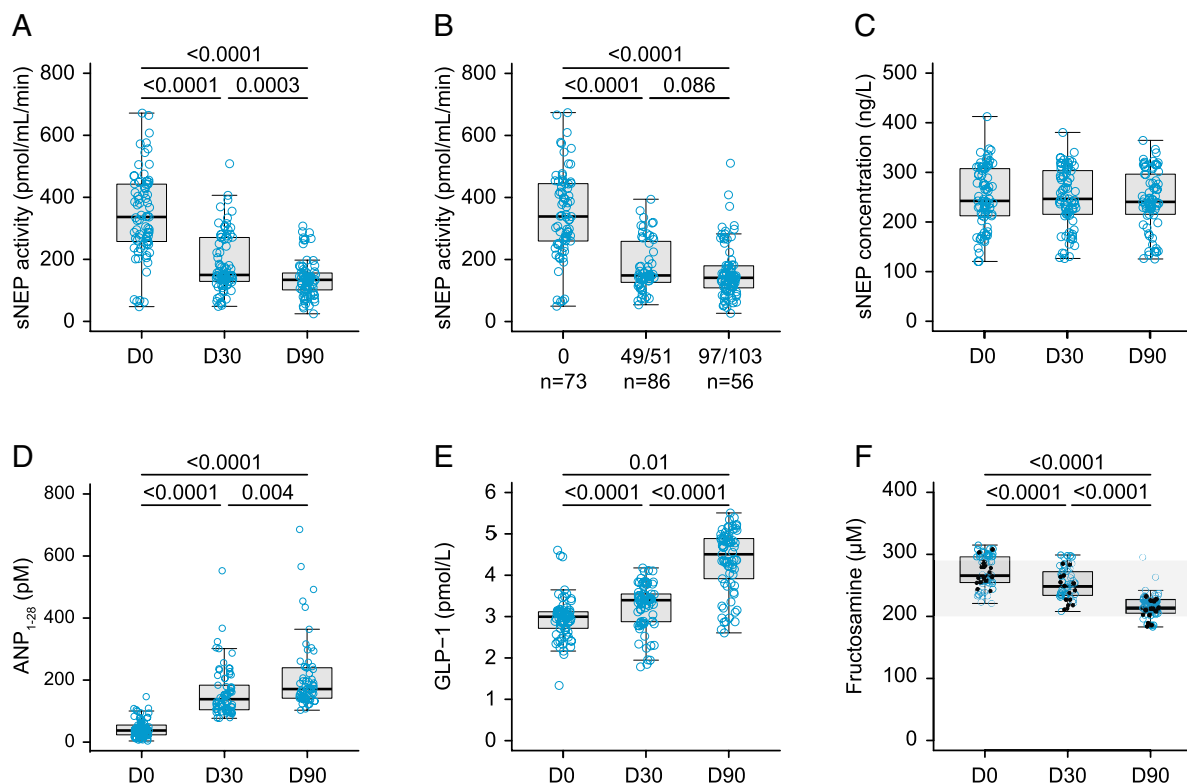 A
<0.0001
<0.0001 0.0003
sNEP activity (pmol/mL/min)
800
600
400
200
0
D0 D30 D90
B
<0.0001
<0.0001 0.086
sNEP activity (pmol/mL/min)
800
600
400
200
0
0 49/51 97/103
n=73 n=86 n=56
C
sNEP concentration (ng/L)
500
400
300
200
100
0
D0 D30 D90
D
<0.0001
<0.0001 0.004
ANP1-28 (pM)
800
600
400
200
0
D0 D30 D90
E
0.01
<0.0001 <0.0001
GLP−1 (pmol/L)
6
5
4
3
2
1
0
D0 D30 D90
F
<0.0001
<0.0001 <0.0001
Fructosamine (µM)
400
300
200
100
0
D0 D30 D90